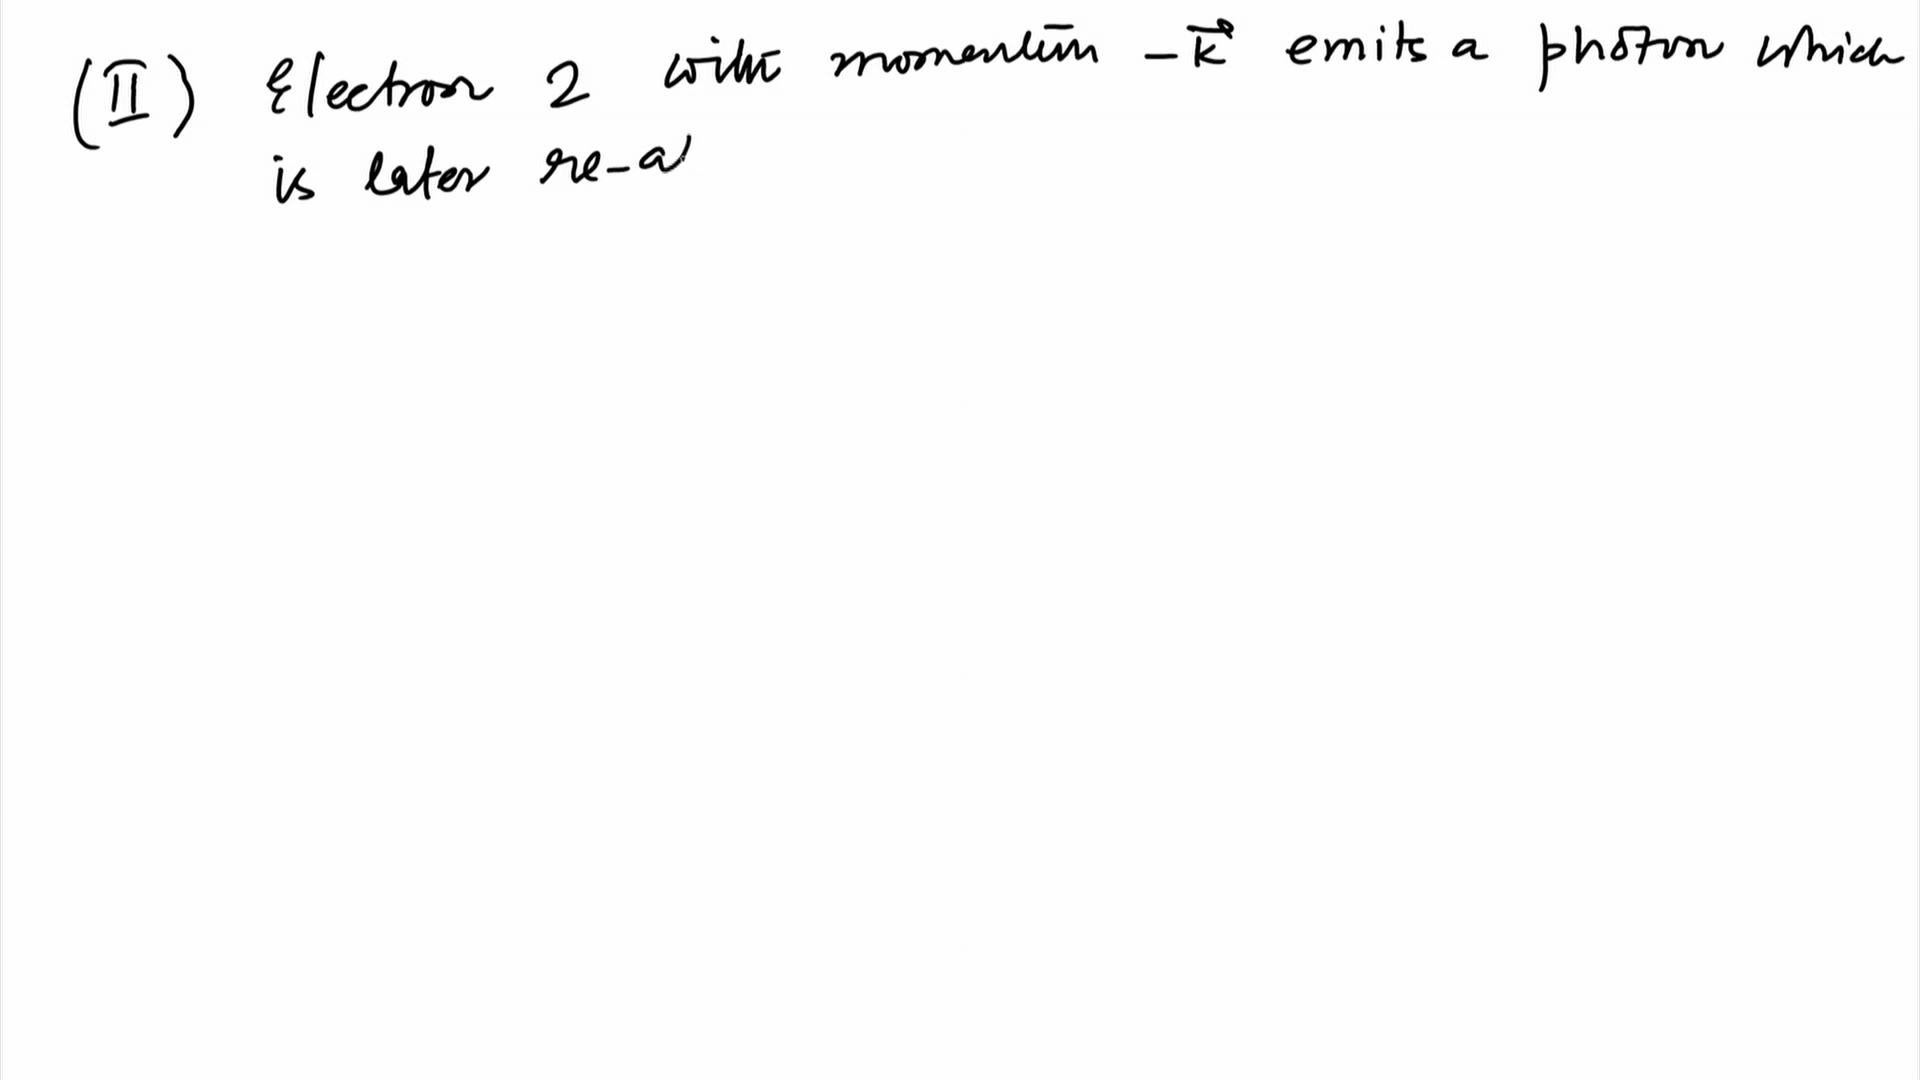 (II) Electron 2 with momentum -k⃗ emits a photon which
is later re-a